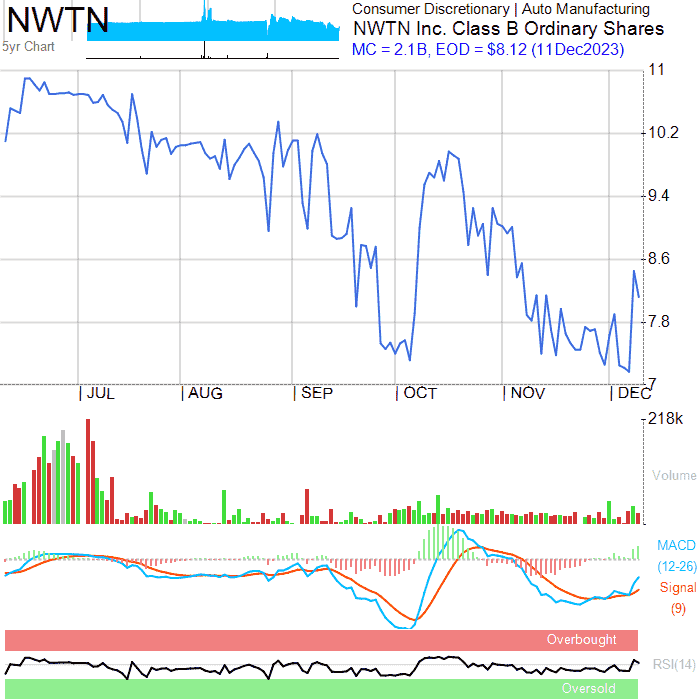 NWTN
5yr Chart
Consumer Discretionary | Auto Manufacturing
NWTN Inc. Class B Ordinary Shares
MC = 2.1B, EOD = $8.12 (11Dec2023)
11
10.2
9.4
8.6
7.8
7
| JUL | AUG | SEP | OCT | NOV | DEC
218k
Volume
MACD
(12-26)
Signal
(9)
Overbought
RSI(14)
Oversold